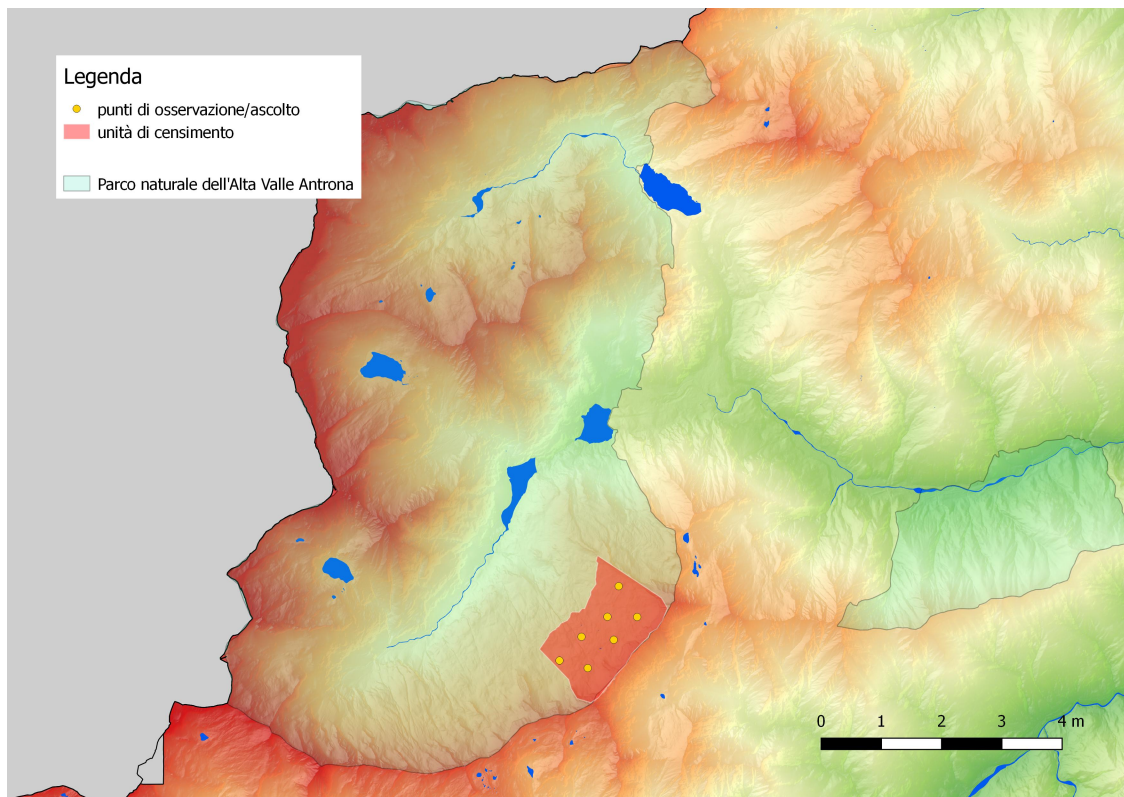 Legenda
punti di osservazione/ascolto
unità di censimento
Parco naturale dell'Alta Valle Antrona
0 1 2 3 4 m